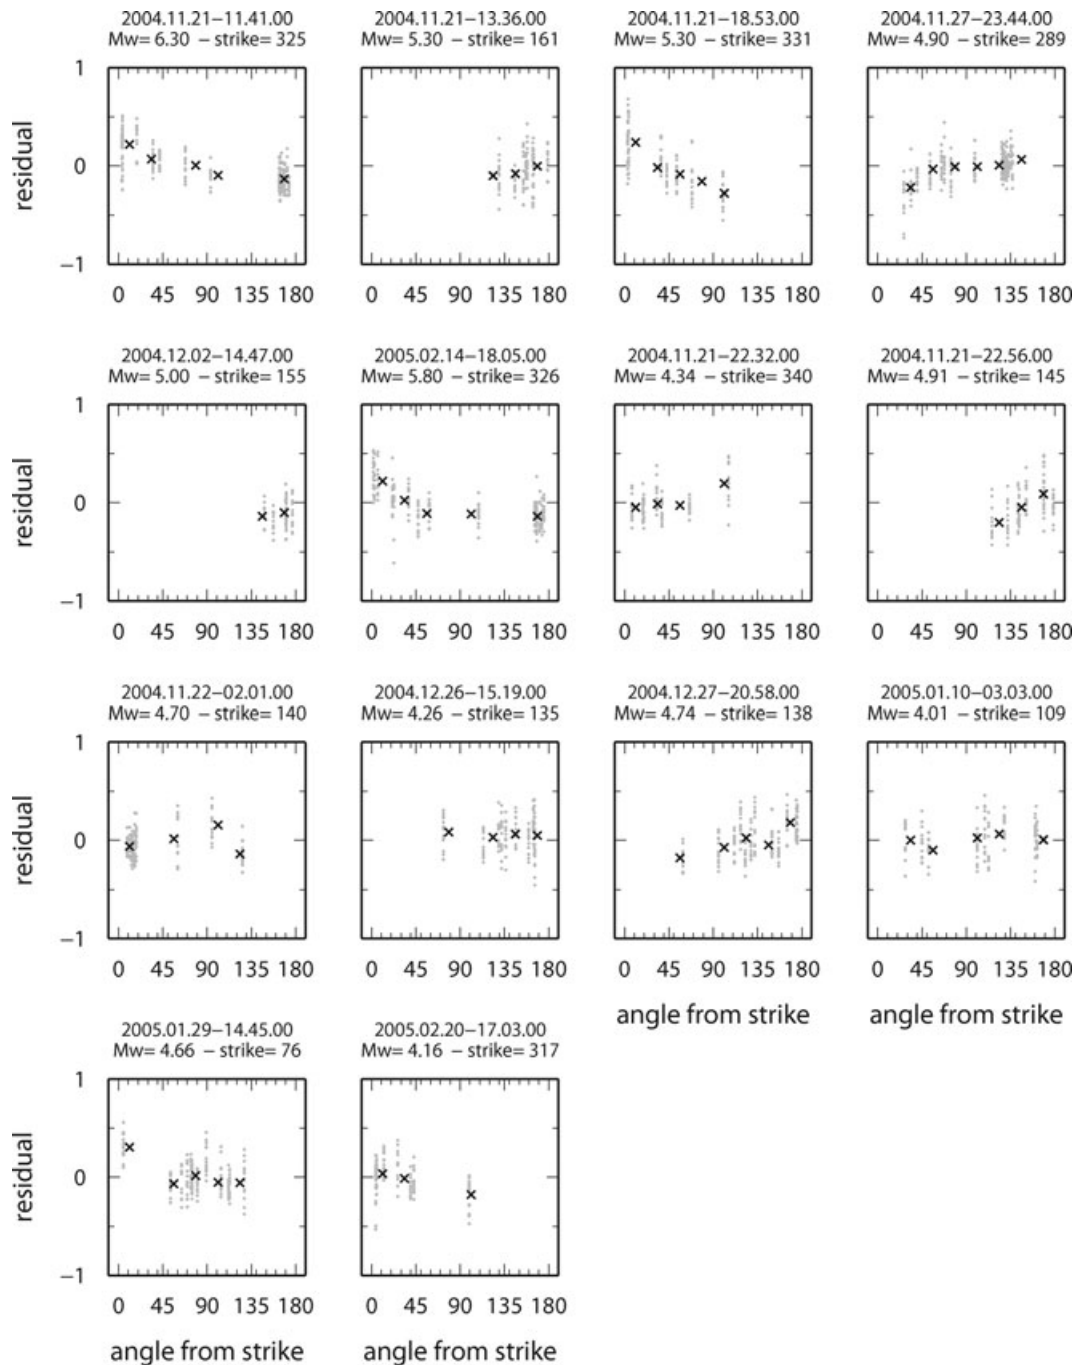 2004.11.21−11.41.00
Mw= 6.30 − strike= 325
2004.11.21−13.36.00
Mw= 5.30 − strike= 161
2004.11.21−18.53.00
Mw= 5.30 − strike= 331
2004.11.27−23.44.00
Mw= 4.90 − strike= 289
1
0
−1
residual
0 45 90 135 180
0 45 90 135 180
0 45 90 135 180
0 45 90 135 180
2004.12.02−14.47.00
Mw= 5.00 − strike= 155
2005.02.14−18.05.00
Mw= 5.80 − strike= 326
2004.11.21−22.32.00
Mw= 4.34 − strike= 340
2004.11.21−22.56.00
Mw= 4.91 − strike= 145
1
0
−1
residual
0 45 90 135 180
0 45 90 135 180
0 45 90 135 180
0 45 90 135 180
2004.11.22−02.01.00
Mw= 4.70 − strike= 140
2004.12.26−15.19.00
Mw= 4.26 − strike= 135
2004.12.27−20.58.00
Mw= 4.74 − strike= 138
2005.01.10−03.03.00
Mw= 4.01 − strike= 109
1
0
−1
residual
0 45 90 135 180
0 45 90 135 180
0 45 90 135 180
0 45 90 135 180
angle from strike
angle from strike
2005.01.29−14.45.00
Mw= 4.66 − strike= 76
2005.02.20−17.03.00
Mw= 4.16 − strike= 317
1
0
−1
residual
0 45 90 135 180
0 45 90 135 180
angle from strike
angle from strike